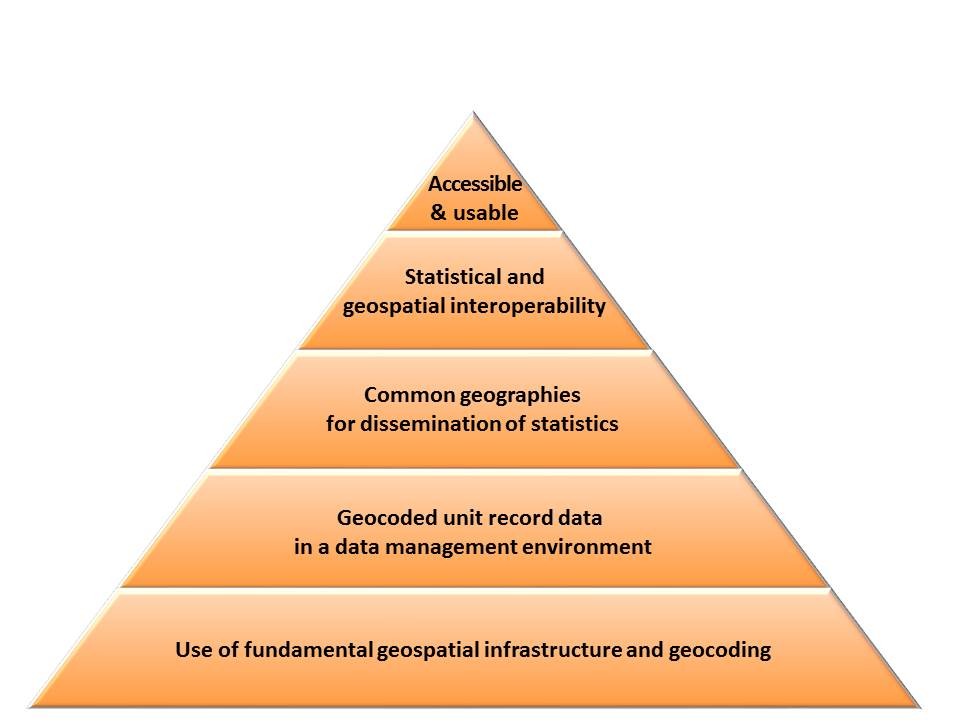 Accessible
& usable
Statistical and
geospatial interoperability
Common geographies
for dissemination of statistics
Geocoded unit record data
in a data management environment
Use of fundamental geospatial infrastructure and geocoding